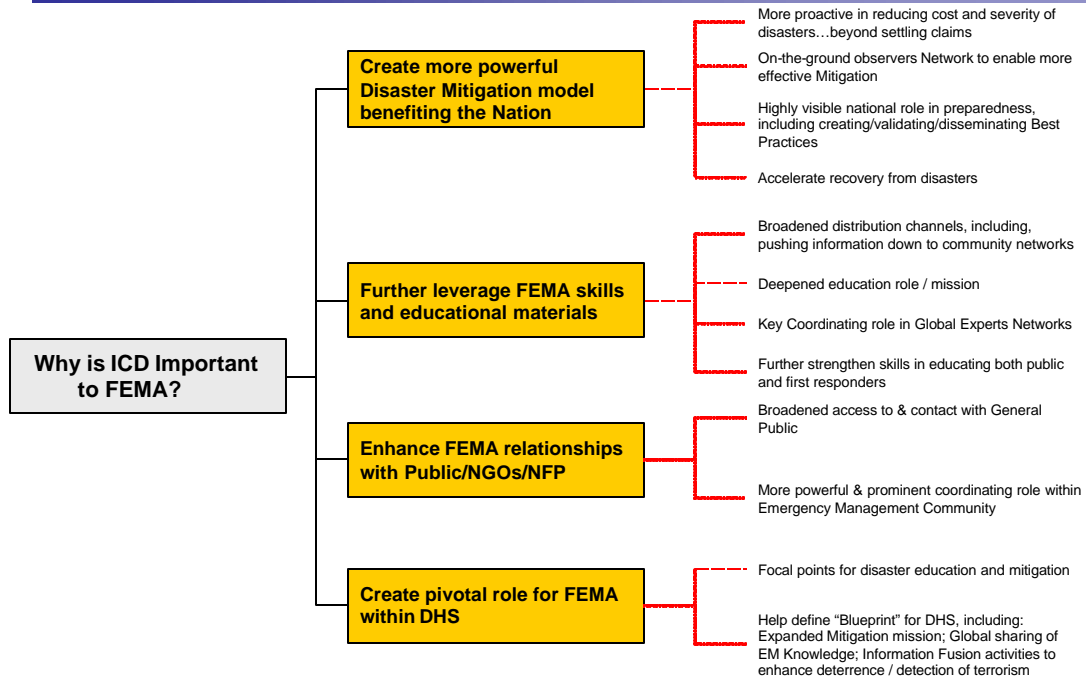 Why is ICD Important
to FEMA?
Create more powerful
Disaster Mitigation model
benefiting the Nation
More proactive in reducing cost and severity of
disasters…beyond settling claims
On-the-ground observers Network to enable more
effective Mitigation
Highly visible national role in preparedness,
including creating/validating/disseminating Best
Practices
Accelerate recovery from disasters
Further leverage FEMA skills
and educational materials
Broadened distribution channels, including,
pushing information down to community networks
Deepened education role / mission
Key Coordinating role in Global Experts Networks
Further strengthen skills in educating both public
and first responders
Enhance FEMA relationships
with Public/NGOs/NFP
Broadened access to & contact with General
Public
More powerful & prominent coordinating role within
Emergency Management Community
Create pivotal role for FEMA
within DHS
Focal points for disaster education and mitigation
Help define “Blueprint” for DHS, including:
Expanded Mitigation mission; Global sharing of
EM Knowledge; Information Fusion activities to
enhance deterrence / detection of terrorism